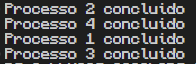 Processo 2 concluido
Processo 4 concluido
Processo 1 concluido
Processo 3 concluido